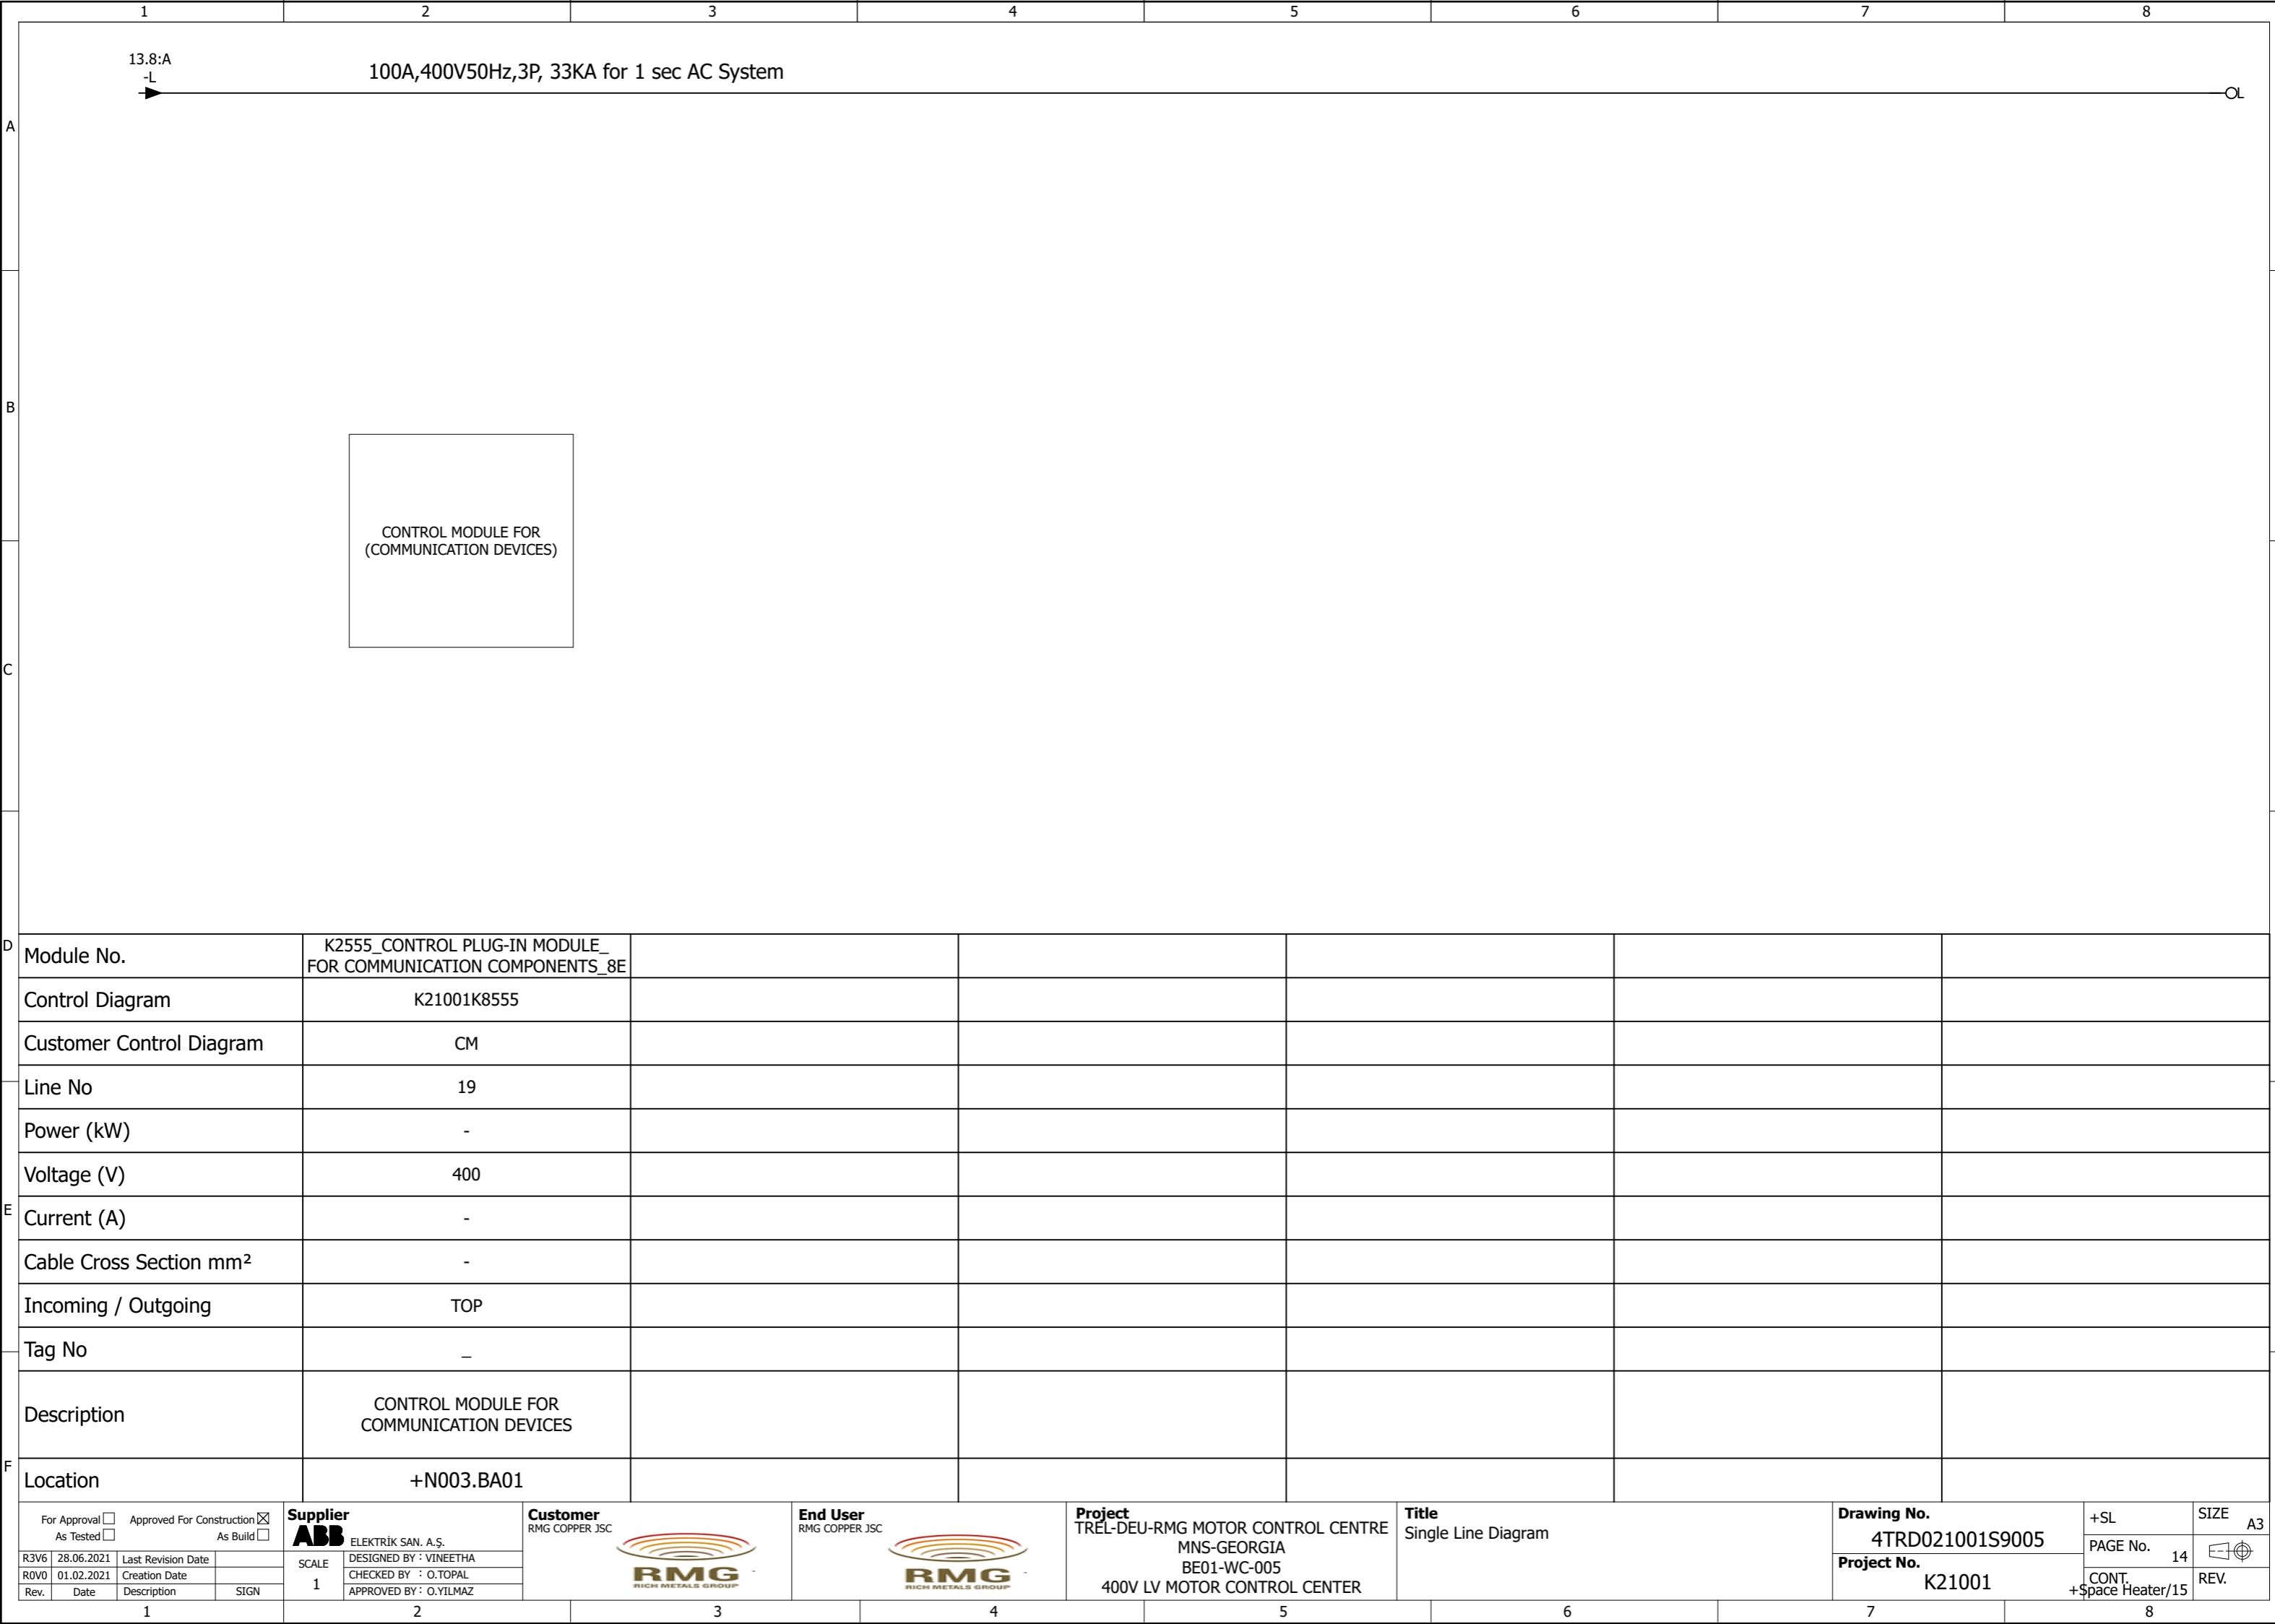 1 2 3 4 5 6 7 8
13.8:A
-L
100A,400V50Hz,3P, 33KA for 1 sec AC System
L
A
B
CONTROL MODULE FOR
(COMMUNICATION DEVICES)
C
D
Module No. K2555_CONTROL PLUG-IN MODULE_
FOR COMMUNICATION COMPONENTS_8E
Control Diagram K21001K8555
Customer Control Diagram CM
Line No 19
Power (kW) -
Voltage (V) 400
E
Current (A) -
Cable Cross Section mm² -
Incoming / Outgoing TOP
Tag No _
Description CONTROL MODULE FOR
COMMUNICATION DEVICES
F
Location +N003.BA01
For Approval Approved For Construction
As Tested As Build
R3V6 28.06.2021 Last Revision Date
R0V0 01.02.2021 Creation Date
Rev. Date Description SIGN
Supplier
ABB ELEKTRİK SAN. A.Ş.
SCALE
1
DESIGNED BY : VINEETHA
CHECKED BY : O.TOPAL
APPROVED BY : O.YILMAZ
Customer
RMG COPPER JSC
RMG
RICH METALS GROUP
End User
RMG COPPER JSC
RMG
RICH METALS GROUP
Project
TREL-DEU-RMG MOTOR CONTROL CENTRE
MNS-GEORGIA
BE01-WC-005
400V LV MOTOR CONTROL CENTER
Title
Single Line Diagram
Drawing No.
4TRD021001S9005
Project No.
K21001
+SL
PAGE No. 14
CONT.
+Space Heater/15
SIZE A3
REV.
1 2 3 4 5 6 7 8